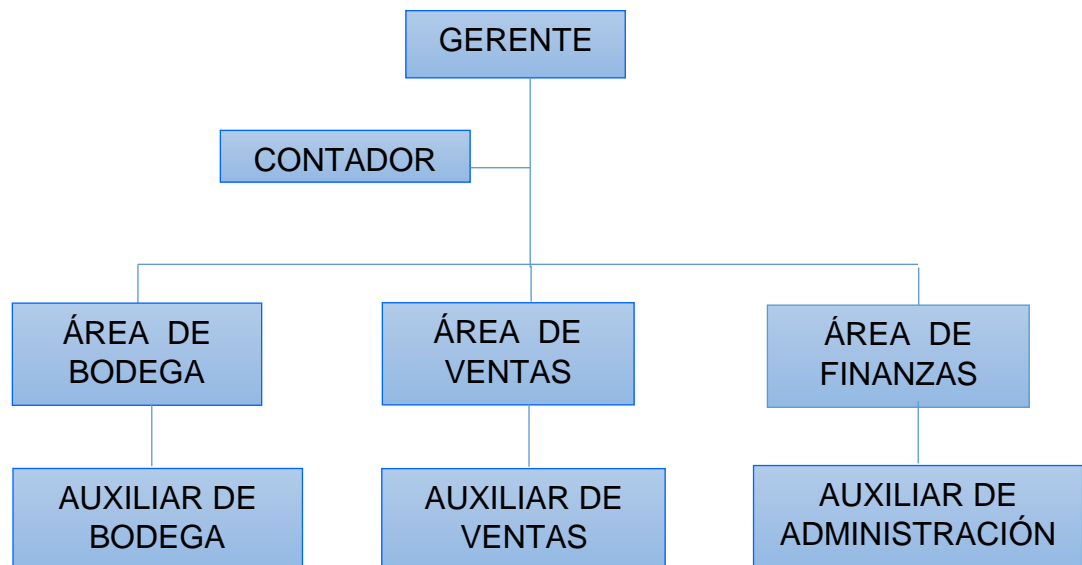 GERENTE
CONTADOR
ÁREA DE
BODEGA
ÁREA DE
VENTAS
ÁREA DE
FINANZAS
AUXILIAR DE
BODEGA
AUXILIAR DE
VENTAS
AUXILIAR DE
ADMINISTRACIÓN